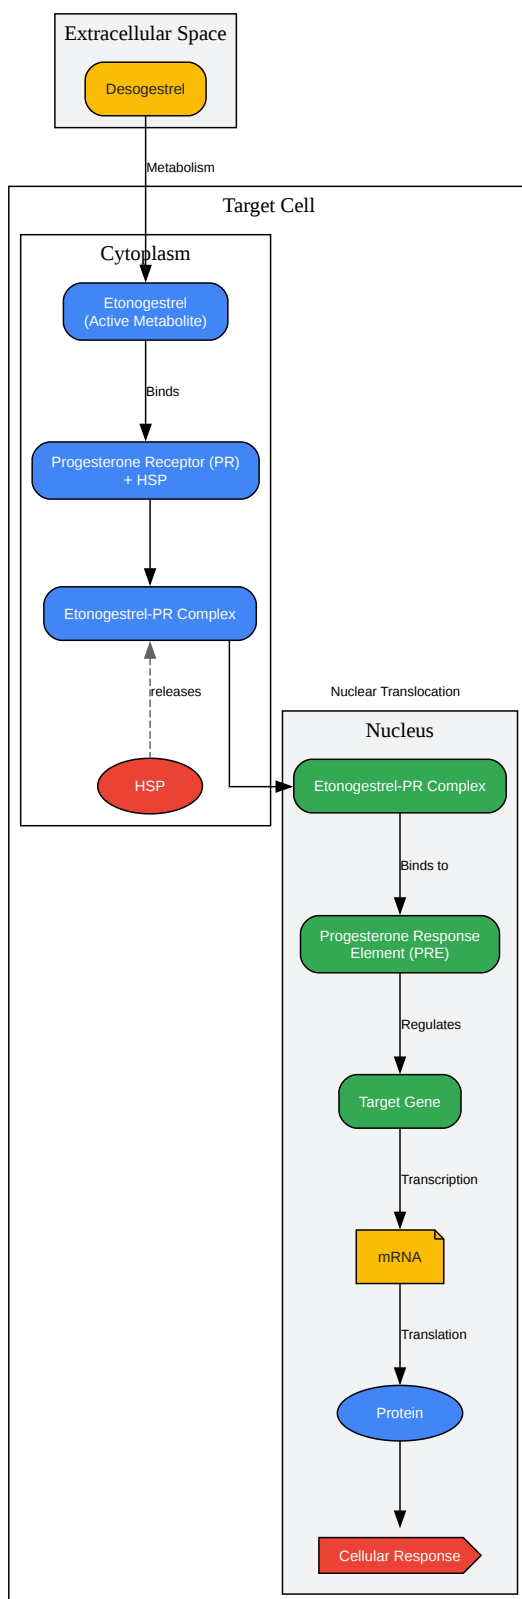 Extracellular Space
Desogestrel
Metabolism
Target Cell
Cytoplasm
Etonogestrel
(Active Metabolite)
Binds
Progesterone Receptor (PR)
+ HSP
Etonogestrel-PR Complex
releases
HSP
Nuclear Translocation
Nucleus
Etonogestrel-PR Complex
Binds to
Progesterone Response
Element (PRE)
Regulates
Target Gene
Transcription
mRNA
Translation
Protein
Cellular Response